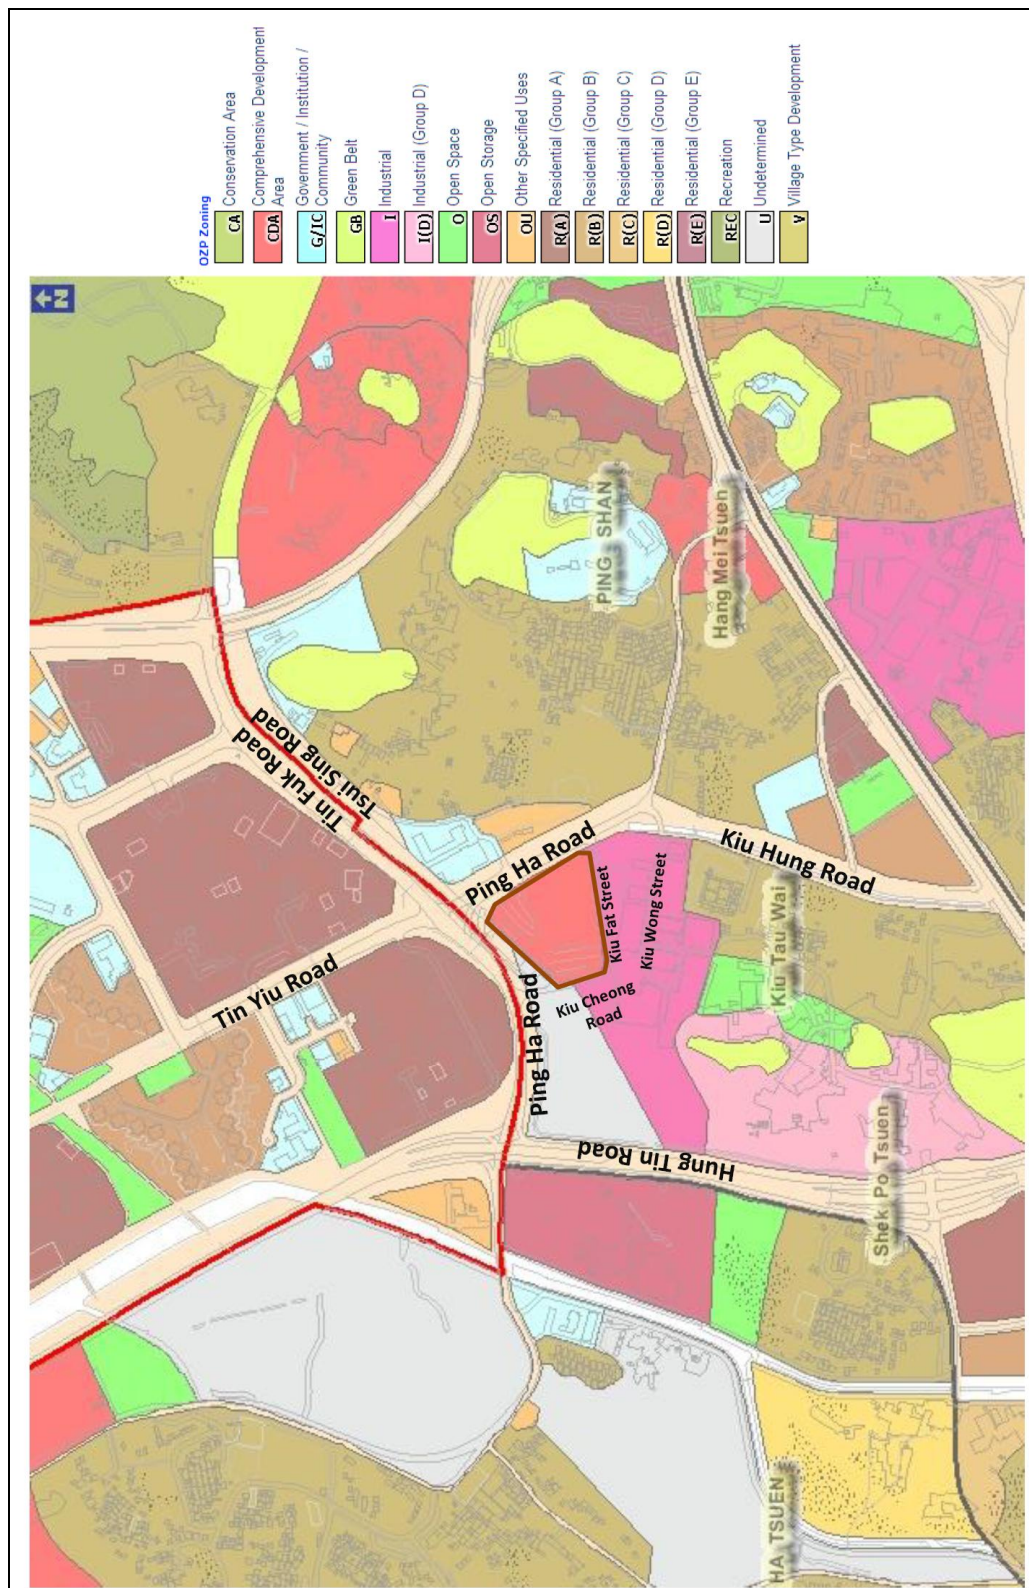 OZP Zoning
CA Conservation Area
CDA Comprehensive Development
Area
G/IC Government / Institution /
Community
GB Green Belt
I Industrial
I(D) Industrial (Group D)
O Open Space
OS Open Storage
OU Other Specified Uses
R(A) Residential (Group A)
R(B) Residential (Group B)
R(C) Residential (Group C)
R(D) Residential (Group D)
R(E) Residential (Group E)
REC Recreation
U Undetermined
V Village Type Development
N
Tsui Sing Road
Tin Fuk Road
Tin Yiu Road
Ping Ha Road
Ping Ha Road
Kiu Fat Street
Kiu Wong Street
Kiu Cheong
Road
Kiu Hung Road
Hung Tin Road
PING SHAN
Hang Mei Tsuen
Kiu Tau Wai
Shek Po Tsuen
HA TSUEN